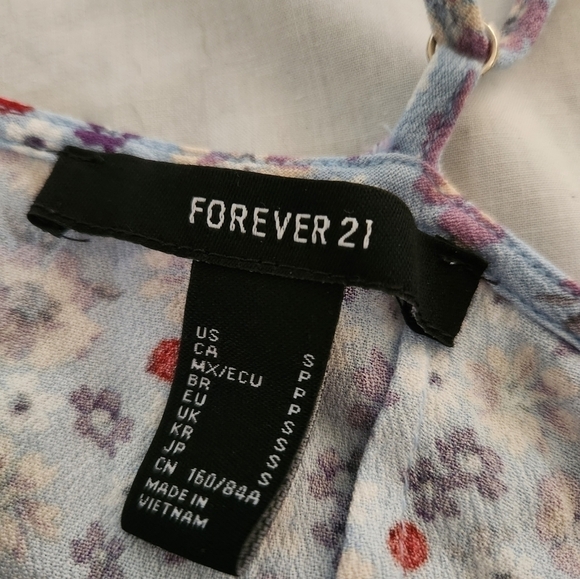 FOREVER 21
US S
CA P
MX/ECU P
BR P
EU S
UK S
KR S
JP S
CN 160/84A
MADE IN
VIETNAM